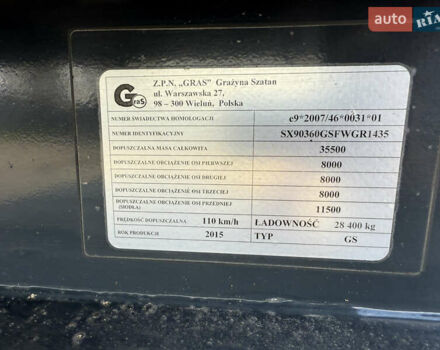 auto RIA
GraS
Z.P.N. „GRAS” Grażyna Szatan
ul. Warszawska 27,
98 – 300 Wieluń, Polska
NUMER ŚWIADECTWA HOMOLOGACJI e9*2007/46*0031*01
NUMER IDENTYFIKACYJNY SX90360GSFWGR1435
DOPUSZCZALNA MASA CAŁKOWITA 35500
DOPUSZCZALNE OBCIĄŻENIE OSI PIERWSZEJ 8000
DOPUSZCZALNE OBCIĄŻENIE OSI DRUGIEJ 8000
DOPUSZCZALNE OBCIĄŻENIE OSI TRZECIEJ 8000
DOPUSZCZALNE OBCIĄŻENIE OSI PRZEDNIEJ (SIODŁA) 11500
PRĘDKOŚĆ DOPUSZCZALNA 110 km/h ŁADOWNOŚĆ 28 400 kg
ROK PRODUKCJI 2015 TYP GS